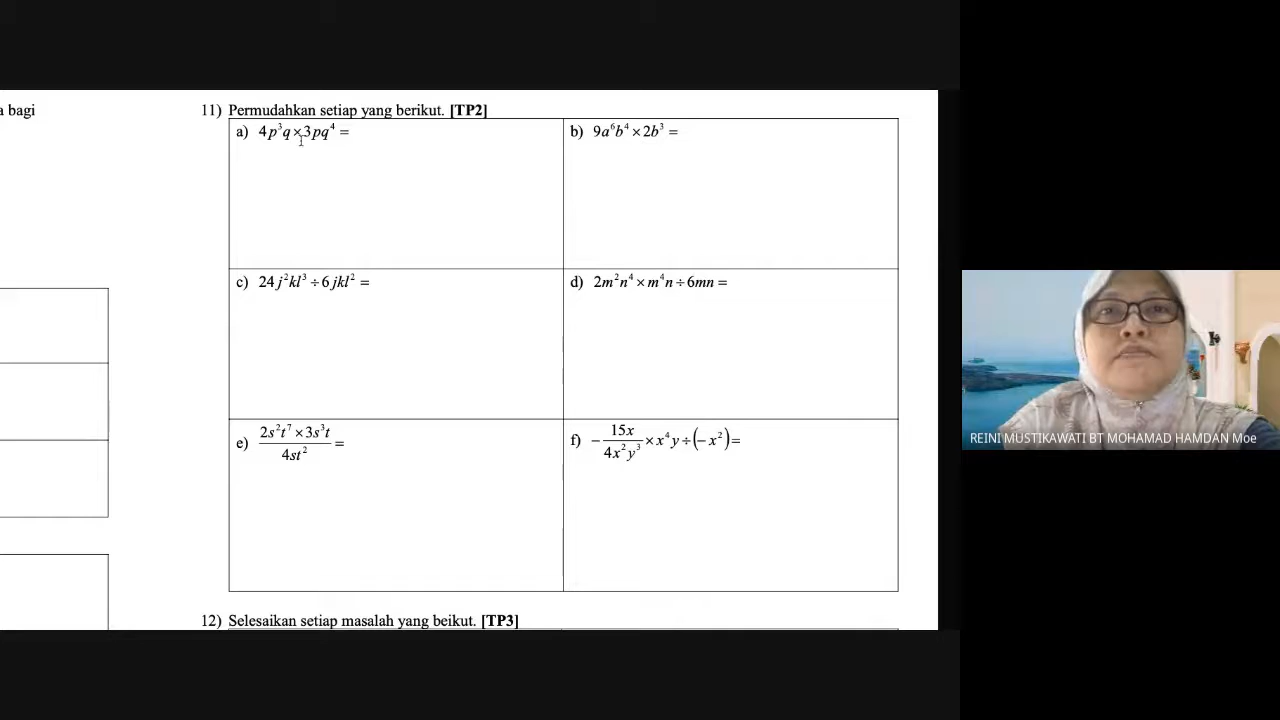 a bagi
11) Permudahkan setiap yang berikut. [TP2]
a) 4p³q×3pq⁴ =
b) 9a⁶b⁴ × 2b³ =
c) 24j²kl³ ÷ 6jkl² =
d) 2m²n⁴ × m⁴n ÷ 6mn =
e) (2s²t⁷ × 3s³t)/(4st²) =
f) −(15x)/(4x²y³) × x⁴y ÷ (−x²) =
12) Selesaikan setiap masalah yang beikut. [TP3]
REINI MUSTIKAWATI BT MOHAMAD HAMDAN Moe